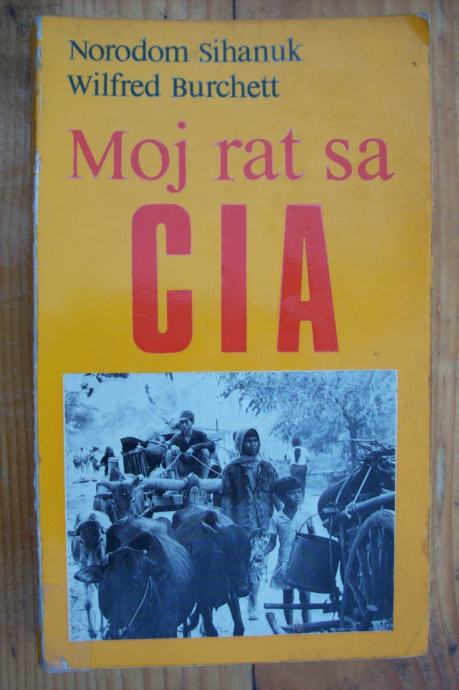 Norodom Sihanuk
Wilfred Burchett
Moj rat sa
CIA